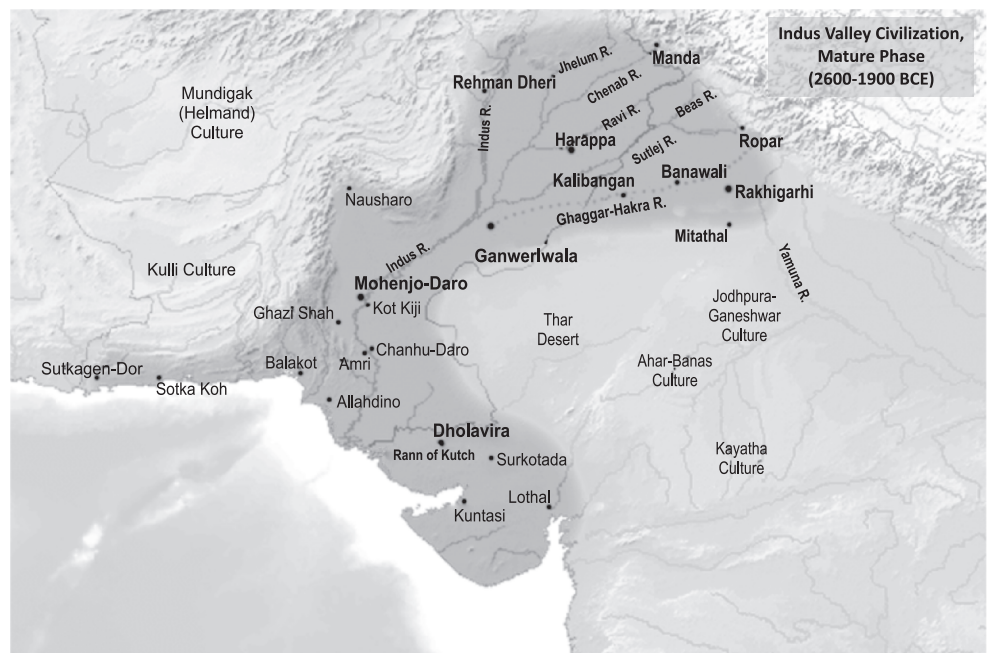 Indus Valley Civilization,
Mature Phase
(2600-1900 BCE)
Manda
Jhelum R.
Rehman Dheri
Chenab R.
Mundigak
(Helmand)
Culture
Beas R.
Ravi R.
Indus R.
Harappa
Ropar
Sutlej R.
Banawali
Kalibangan
Rakhigarhi
Nausharo
Ghaggar-Hakra R.
Mitathal
Ganwerlwala
Indus R.
Kulli Culture
Yamuna R.
Mohenjo-Daro
Kot Kiji
Ghazi Shah
Jodhpura-
Ganeshwar
Culture
Thar
Desert
Chanhu-Daro
Amri
Balakot
Sutkagen-Dor
Sotka Koh
Ahar-Banas
Culture
Allahdino
Dholavira
Rann of Kutch
Surkotada
Kayatha
Culture
Lothal
Kuntasi